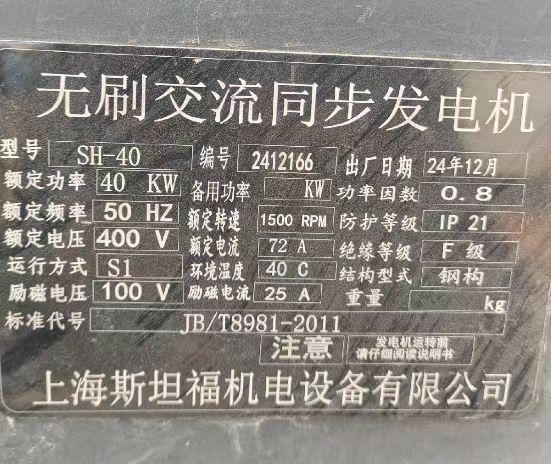 无刷交流同步发电机
型号 SH-40 编号 2412166 出厂日期 24年12月
额定功率 40 KW 备用功率 KW 功率因数 0.8
额定频率 50 HZ 额定转速 1500 RPM 防护等级 IP 21
额定电压 400 V 额定电流 72 A 绝缘等级 F 级
运行方式 S1 环境温度 40 C 结构型式 钢构
励磁电压 100 V 励磁电流 25 A 重量 kg
标准代号 JB/T8981-2011
注意 发电机运转前
请仔细阅读说明书
上海斯坦福机电设备有限公司